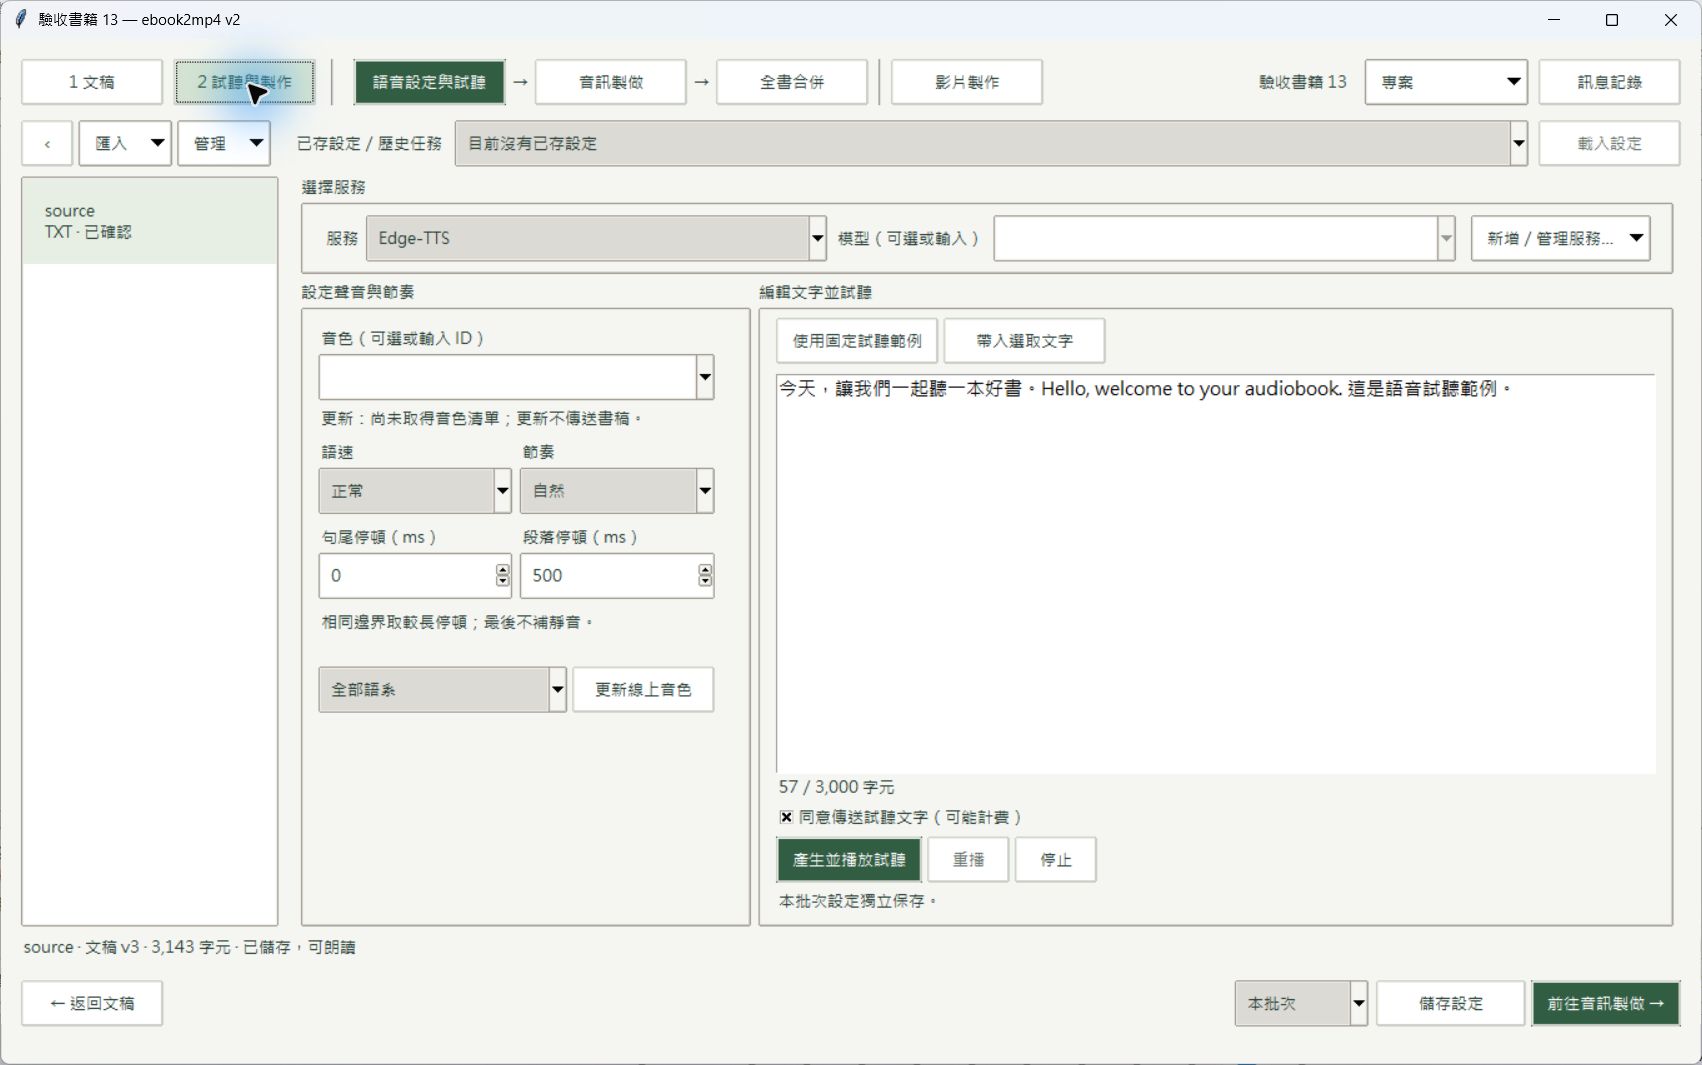 驗收書籍 13 — ebook2mp4 v2
1 文稿
2 試聽與製作
語音設定與試聽
→
音訊製做
→
全書合併
影片製作
驗收書籍 13
專案
訊息記錄
‹
匯入
管理
已存設定 / 歷史任務
目前沒有已存設定
載入設定
source
TXT · 已確認
選擇服務
服務
Edge-TTS
模型（可選或輸入）
新增 / 管理服務...
設定聲音與節奏
音色（可選或輸入 ID）
更新：尚未取得音色清單；更新不傳送書稿。
語速
節奏
正常
自然
句尾停頓（ms）
段落停頓（ms）
0
500
相同邊界取較長停頓；最後不補靜音。
全部語系
更新線上音色
編輯文字並試聽
使用固定試聽範例
帶入選取文字
今天，讓我們一起聽一本好書。Hello, welcome to your audiobook. 這是語音試聽範例。
57 / 3,000 字元
同意傳送試聽文字（可能計費）
產生並播放試聽
重播
停止
本批次設定獨立保存。
source · 文稿 v3 · 3,143 字元 · 已儲存，可朗讀
← 返回文稿
本批次
儲存設定
前往音訊製做 →